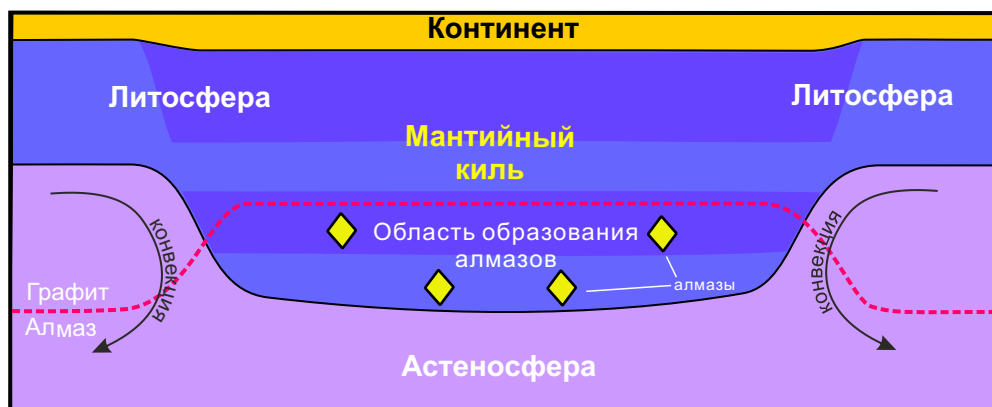 Континент
Литосфера
Литосфера
Мантийный
киль
конвекция
конвекция
Область образования
алмазов
алмазы
Графит
Алмаз
Астеносфера